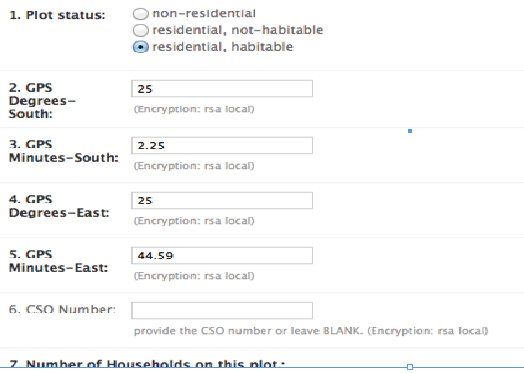 1. Plot status:
non-residential
residential, not-habitable
residential, habitable
2. GPS
Degrees-
South:
25
(Encryption: rsa local)
3. GPS
Minutes-South:
2.25
(Encryption: rsa local)
4. GPS
Degrees-East:
25
(Encryption: rsa local)
5. GPS
Minutes-East:
44.59
(Encryption: rsa local)
6. CSO Number:
provide the CSO number or leave BLANK. (Encryption: rsa local)
7. Number of Households on this plot: